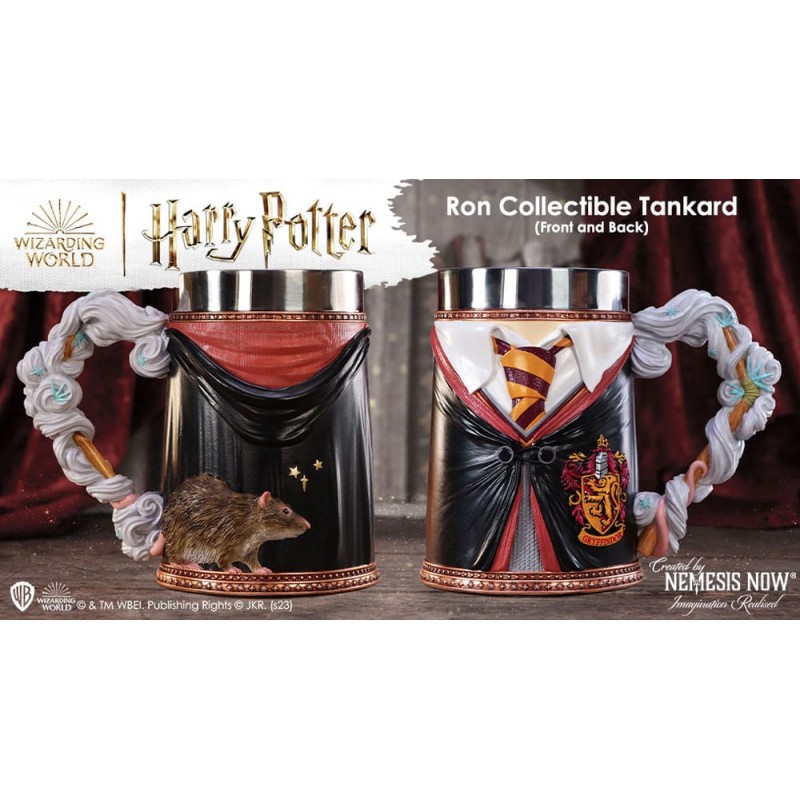 WIZARDING
WORLD
Harry Potter
Ron Collectible Tankard
(Front and Back)
GRYFFINDOR
WB
WIZARDING
WORLD
© & TM WBEI. Publishing Rights © JKR. (s23)
Created by
NEMESIS NOW®
Imagination Realised